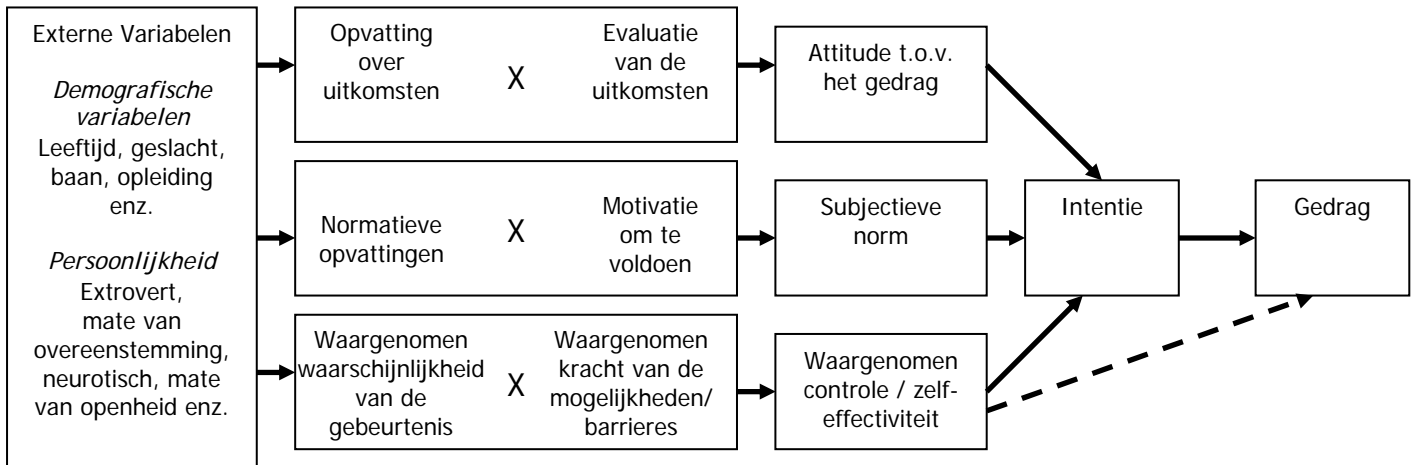 Externe Variabelen
Demografische
variabelen
Leeftijd, geslacht,
baan, opleiding
enz.
Persoonlijkheid
Extrovert,
mate van
overeenstemming,
neurotisch, mate
van openheid enz.
Opvatting
over
uitkomsten
X
Evaluatie
van de
uitkomsten
Attitude t.o.v.
het gedrag
Normatieve
opvattingen
X
Motivatie
om te
voldoen
Subjectieve
norm
Intentie
Gedrag
Waargenomen
waarschijnlijkheid
van de
gebeurtenis
X
Waargenomen
kracht van de
mogelijkheden/
barrieres
Waargenomen
controle / zelf-
effectiviteit